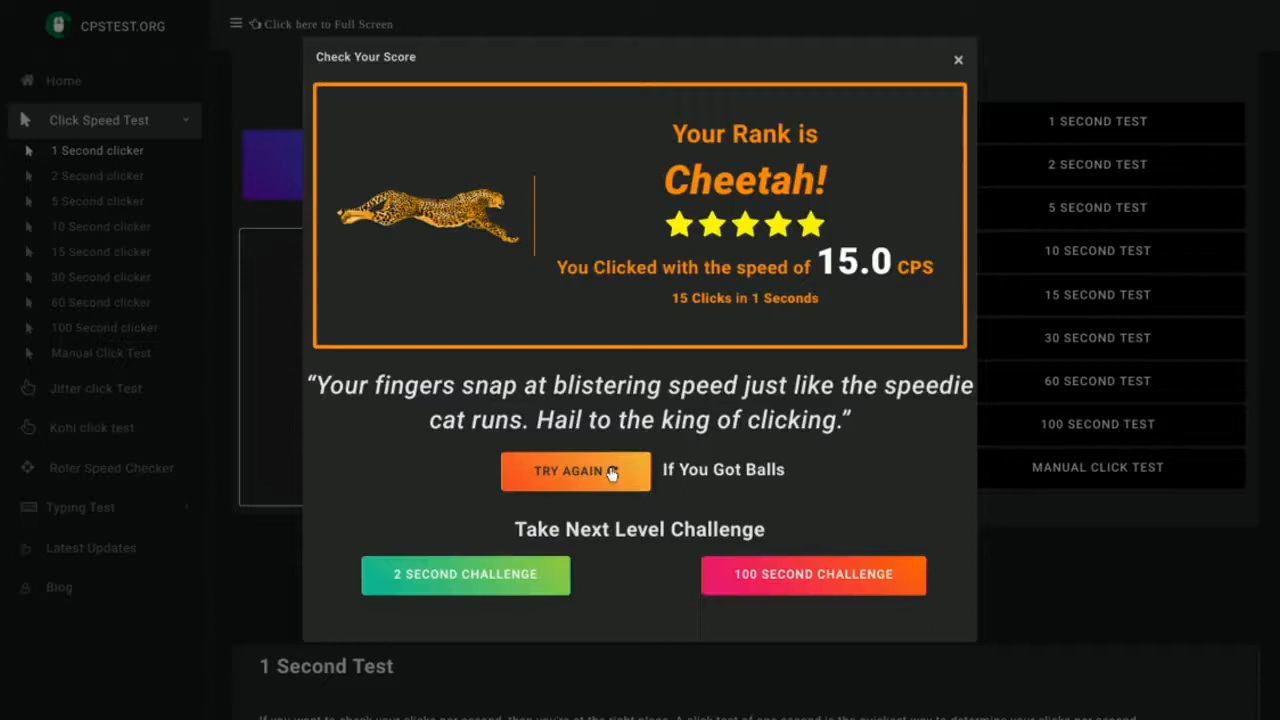 CPSTEST.ORG
Click here to Full Screen
Home
Click Speed Test
1 Second clicker
2 Second clicker
5 Second clicker
10 Second clicker
15 Second clicker
30 Second clicker
60 Second clicker
100 Second clicker
Manual Click Test
Jitter click Test
Kohi click test
Roler Speed Checker
Typing Test
Latest Updates
Blog
Check Your Score
×
Your Rank is
Cheetah!
You Clicked with the speed of 15.0 CPS
15 Clicks in 1 Seconds
“Your fingers snap at blistering speed just like the speedie
cat runs. Hail to the king of clicking.”
TRY AGAIN If You Got Balls
Take Next Level Challenge
2 SECOND CHALLENGE
100 SECOND CHALLENGE
1 SECOND TEST
2 SECOND TEST
5 SECOND TEST
10 SECOND TEST
15 SECOND TEST
30 SECOND TEST
60 SECOND TEST
100 SECOND TEST
MANUAL CLICK TEST
1 Second Test